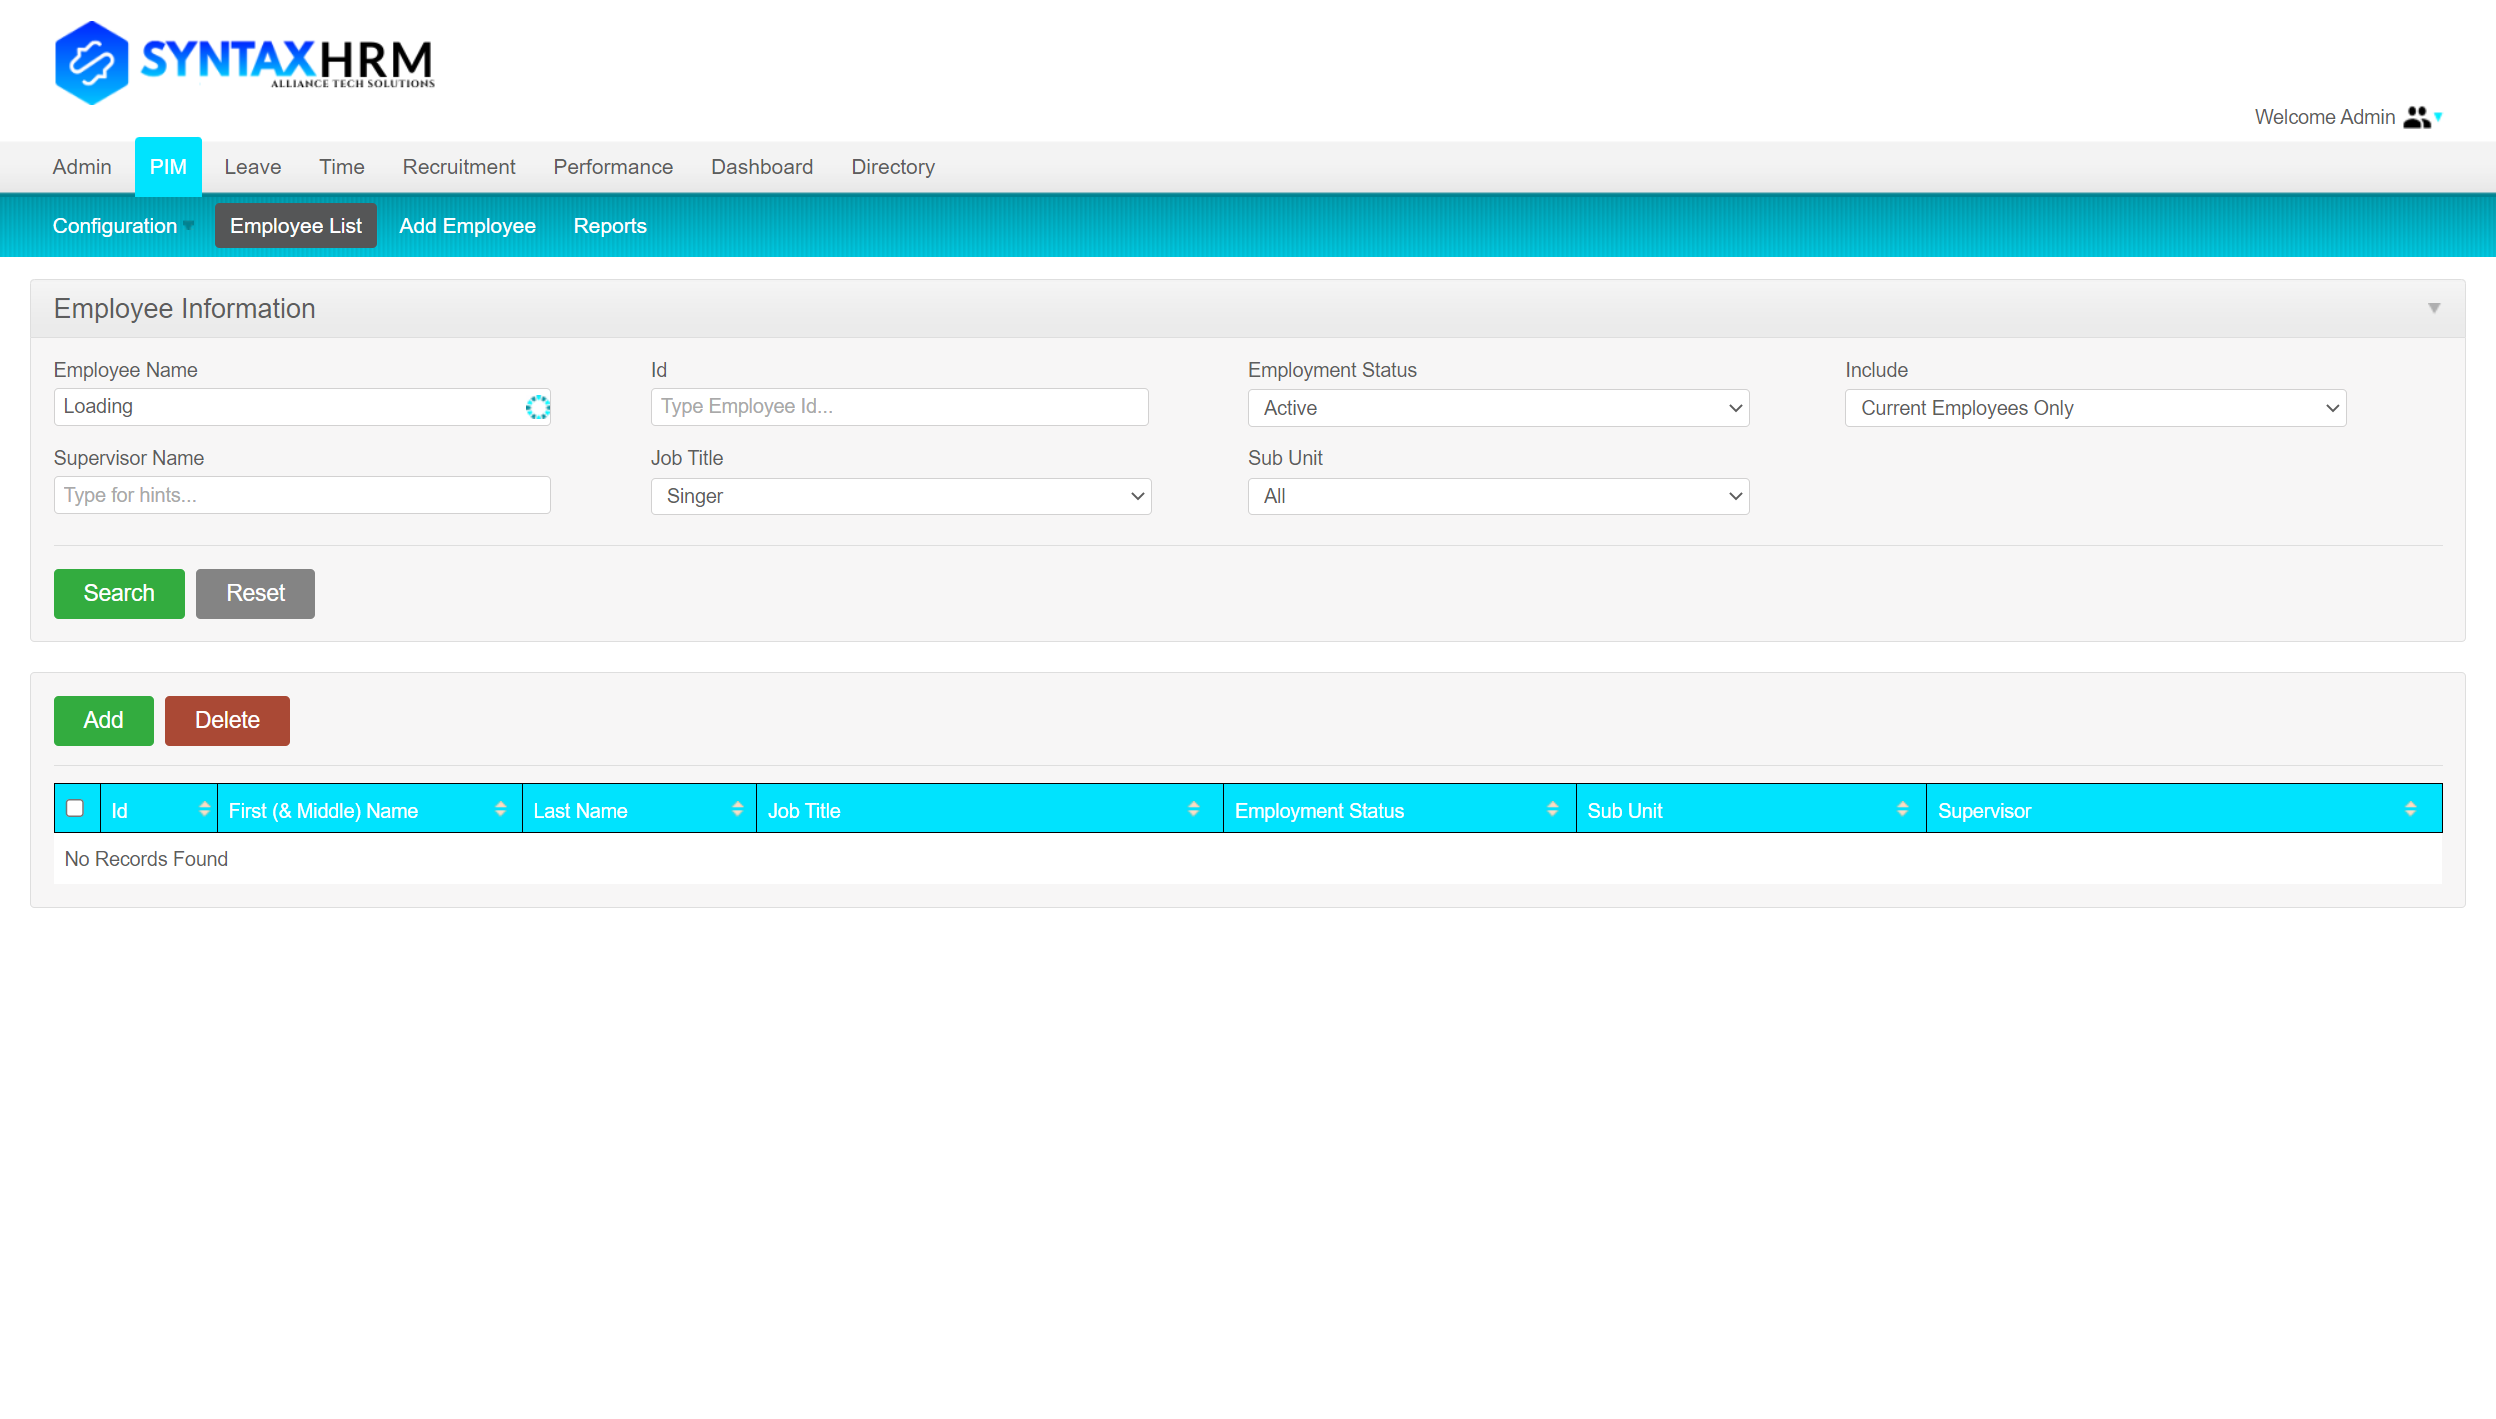 SYNTAXHRM
ALLIANCE TECH SOLUTIONS
Welcome Admin
Admin PIM Leave Time Recruitment Performance Dashboard Directory
Configuration Employee List Add Employee Reports
Employee Information
Employee Name Id Employment Status Include
Loading Type Employee Id... Active Current Employees Only
Supervisor Name Job Title Sub Unit
Type for hints... Singer All
Search Reset
Add Delete
Id First (& Middle) Name Last Name Job Title Employment Status Sub Unit Supervisor
No Records Found